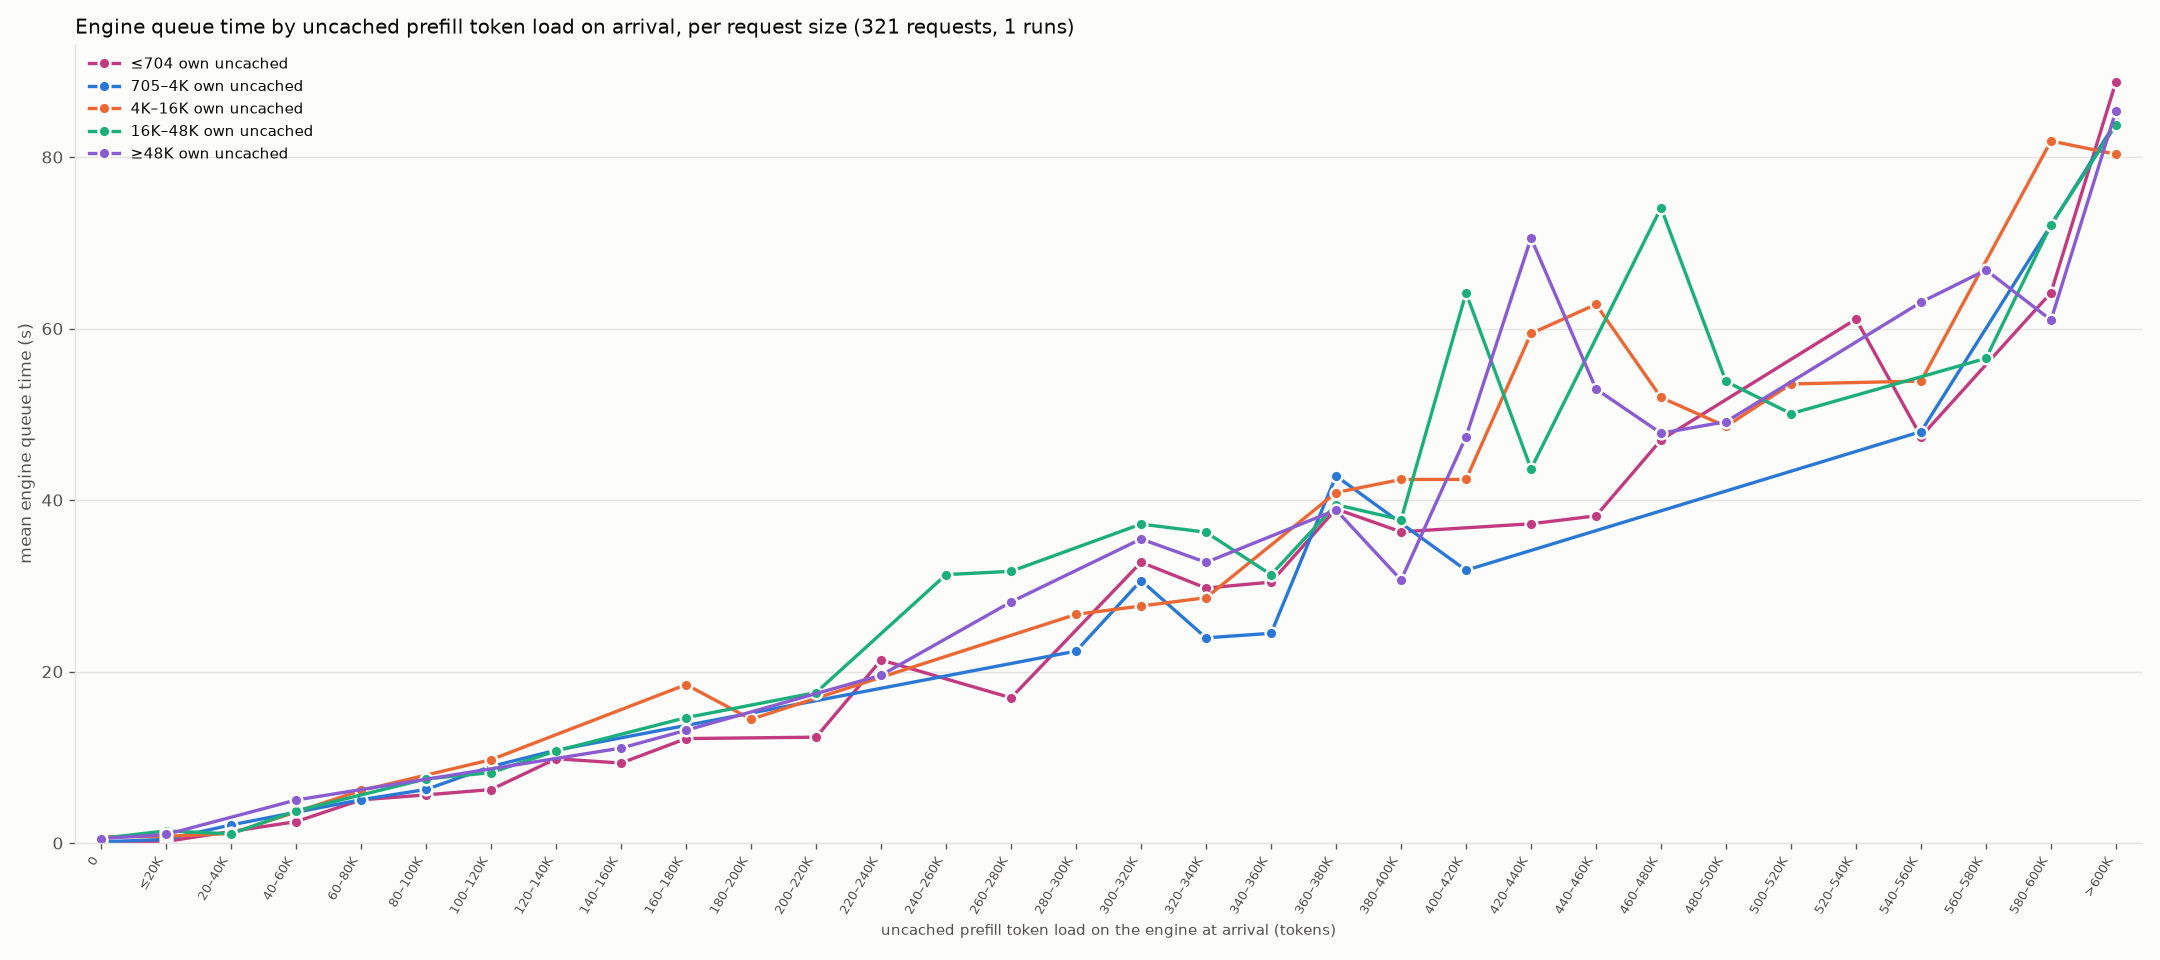 Engine queue time by uncached prefill token load on arrival, per request size (321 requests, 1 runs)
≤704 own uncached
705–4K own uncached
4K–16K own uncached
16K–48K own uncached
≥48K own uncached
mean engine queue time (s)
80
60
40
20
0
0
≤20K
20–40K
40–60K
60–80K
80–100K
100–120K
120–140K
140–160K
160–180K
180–200K
200–220K
220–240K
240–260K
260–280K
280–300K
300–320K
320–340K
340–360K
360–380K
380–400K
400–420K
420–440K
440–460K
460–480K
480–500K
500–520K
520–540K
540–560K
560–580K
580–600K
>600K
uncached prefill token load on the engine at arrival (tokens)